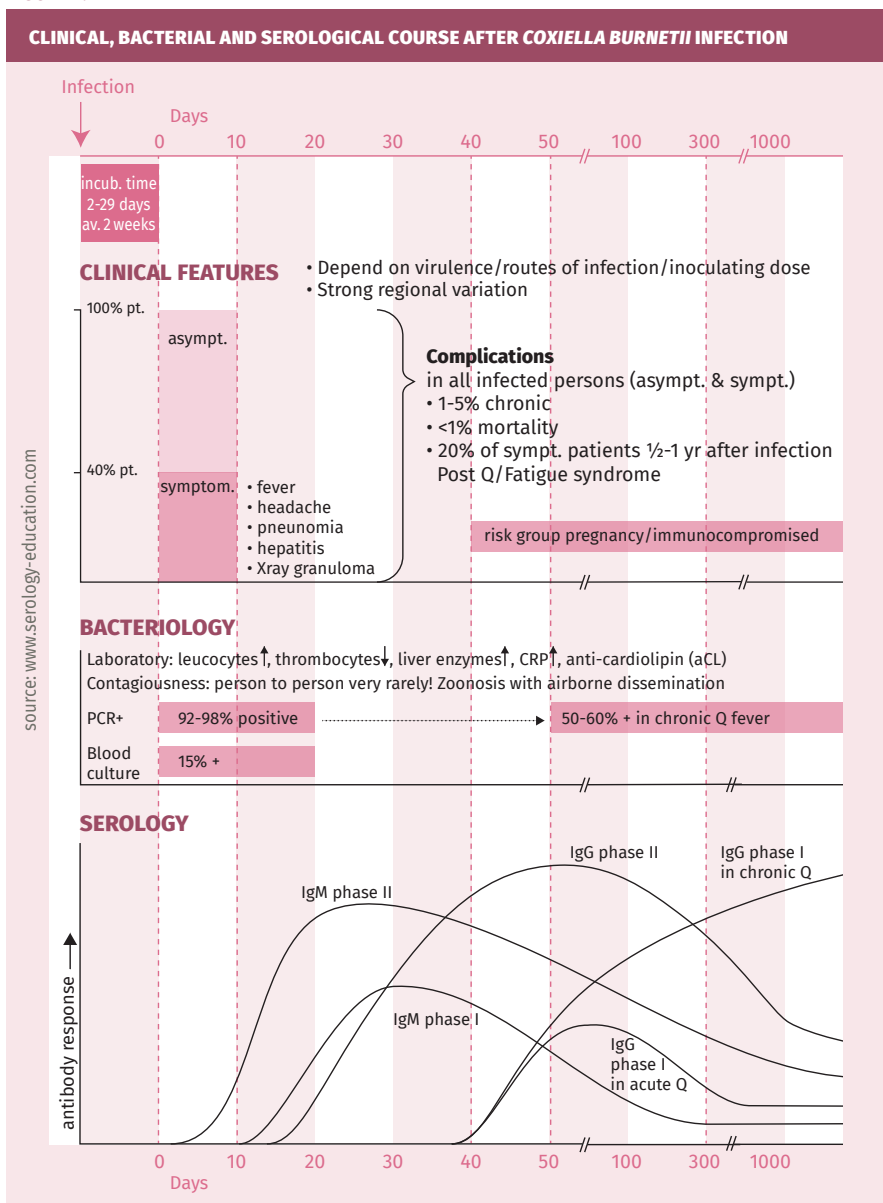 CLINICAL, BACTERIAL AND SEROLOGICAL COURSE AFTER COXIELLA BURNETII INFECTION
Infection
Days
0 10 20 30 40 50 100 300 1000
incub. time
2-29 days
av. 2 weeks
CLINICAL FEATURES
• Depend on virulence/routes of infection/inoculating dose
• Strong regional variation
100% pt.
asympt.
40% pt.
symptom.
• fever
• headache
• pneunomia
• hepatitis
• Xray granuloma
Complications
in all infected persons (asympt. & sympt.)
• 1-5% chronic
• <1% mortality
• 20% of sympt. patients ½-1 yr after infection
Post Q/Fatigue syndrome
risk group pregnancy/immunocompromised
BACTERIOLOGY
Laboratory: leucocytes↑, thrombocytes↓, liver enzymes↑, CRP↑, anti-cardiolipin (aCL)
Contagiousness: person to person very rarely! Zoonosis with airborne dissemination
PCR+
92-98% positive
50-60% + in chronic Q fever
Blood
culture
15% +
SEROLOGY
antibody response
IgM phase II
IgM phase I
IgG phase II
IgG phase I
in chronic Q
IgG
phase I
in acute Q
0 10 20 30 40 50 100 300 1000
Days
source: www.serology-education.com